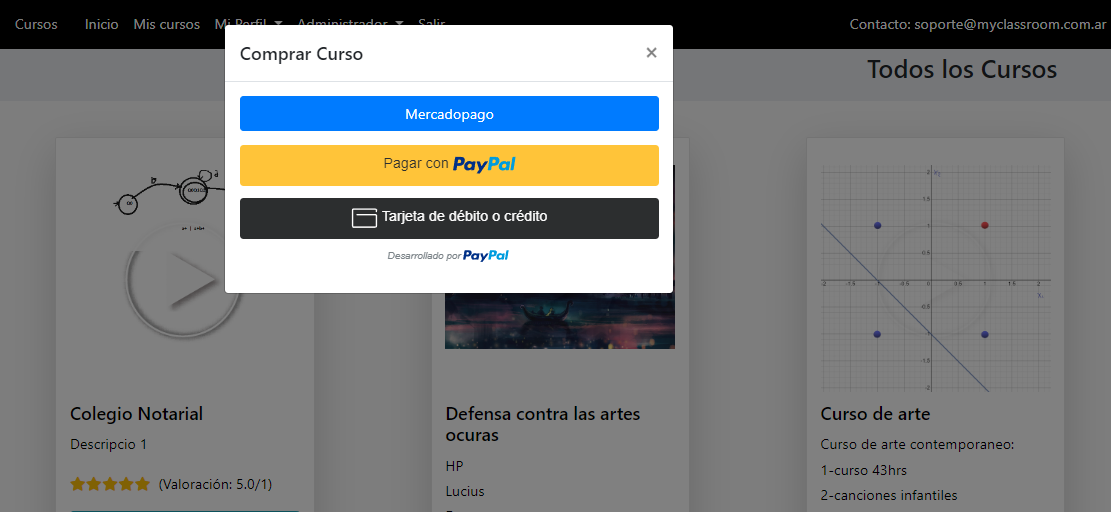 Cursos Inicio Mis cursos Mi Perfil Administrador Salir Contacto: soporte@myclassroom.com.ar
Comprar Curso ×
Todos los Cursos
Mercadopago
Pagar con PayPal
Tarjeta de débito o crédito
Desarrollado por PayPal
Colegio Notarial
Descripcio 1
(Valoración: 5.0/1)
Defensa contra las artes
ocuras
HP
Lucius
Curso de arte
Curso de arte contemporaneo:
1-curso 43hrs
2-canciones infantiles